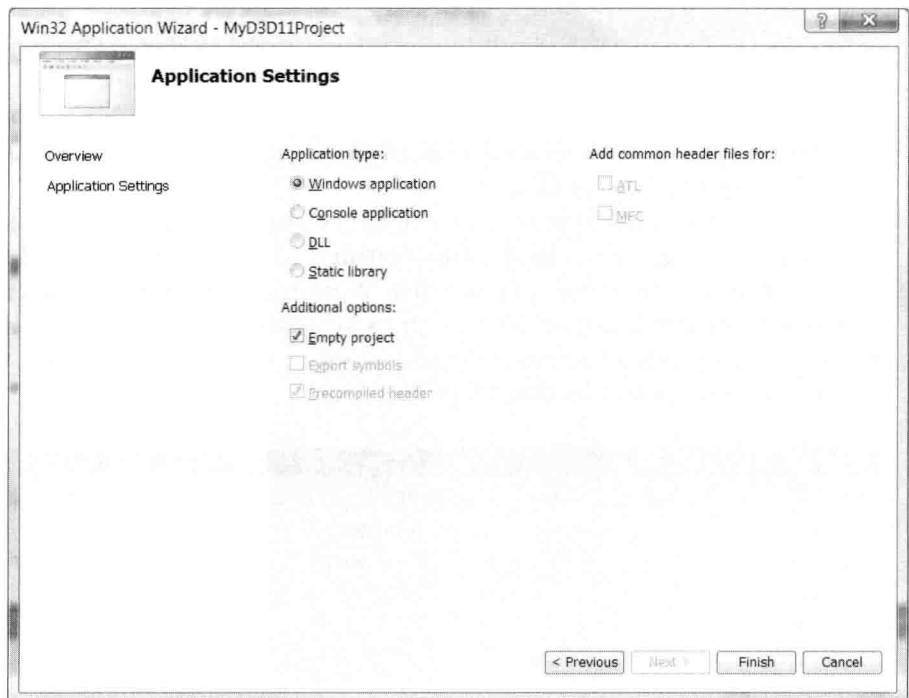 Win32 Application Wizard - MyD3D11Project
Application Settings
Overview
Application Settings
Application type:
Windows application
Console application
DLL
Static library
Additional options:
Empty project
Export symbols
Precompiled header
Add common header files for:
ATL
MFC
< Previous
Next >
Finish
Cancel